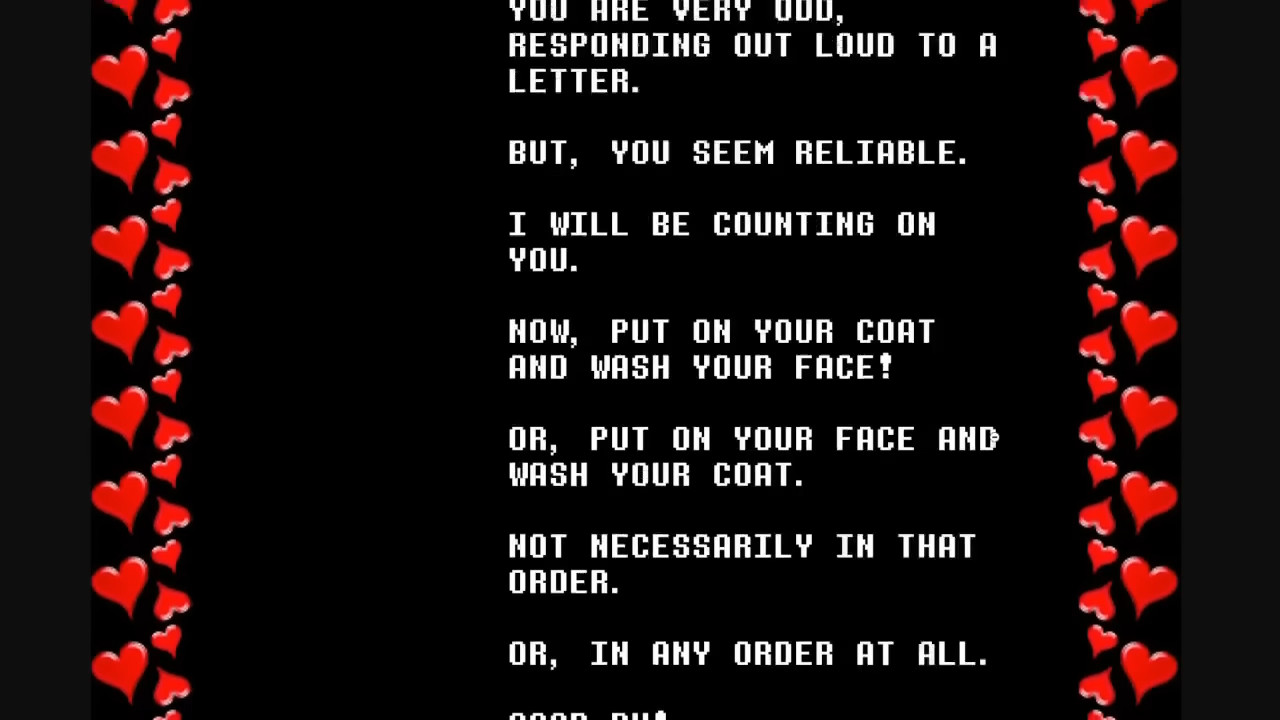 YOU ARE VERY ODD,
RESPONDING OUT LOUD TO A
LETTER.
BUT, YOU SEEM RELIABLE.
I WILL BE COUNTING ON
YOU.
NOW, PUT ON YOUR COAT
AND WASH YOUR FACE!
OR, PUT ON YOUR FACE AND
WASH YOUR COAT.
NOT NECESSARILY IN THAT
ORDER.
OR, IN ANY ORDER AT ALL.